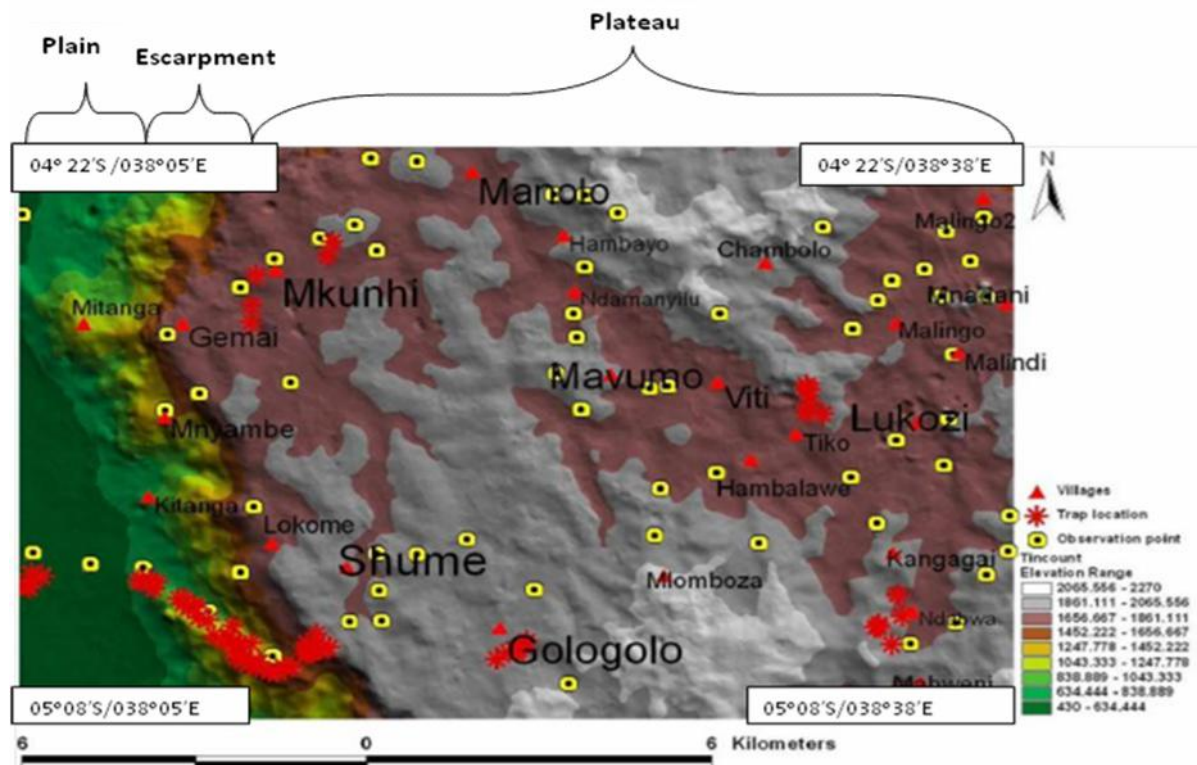 Plateau
Plain
Escarpment
04° 22'S/038°05'E
04° 22'S/038°38'E
N
Manolo
Malingo2
Hambayo
Chambolo
Mkunhi
Ndamanyilu
Mitanga
Gemai
Malingo
Malindi
Mavumo
Viti
Lukozi
Mnyambe
Tiko
Hambalawe
Kitanga
Lokome
Villages
Trap location
Observation point
Shume
Kangagai
Mlomboza
Tincount
Elevation Range
2065.556 - 2270
1861.111 - 2065.556
1656.667 - 1861.111
1452.222 - 1656.667
1247.778 - 1452.222
1043.333 - 1247.778
838.889 - 1043.333
634.444 - 838.889
430 - 634.444
Gologolo
05°08'S/038°05'E
05°08'S/038°38'E
6 0 6 Kilometers